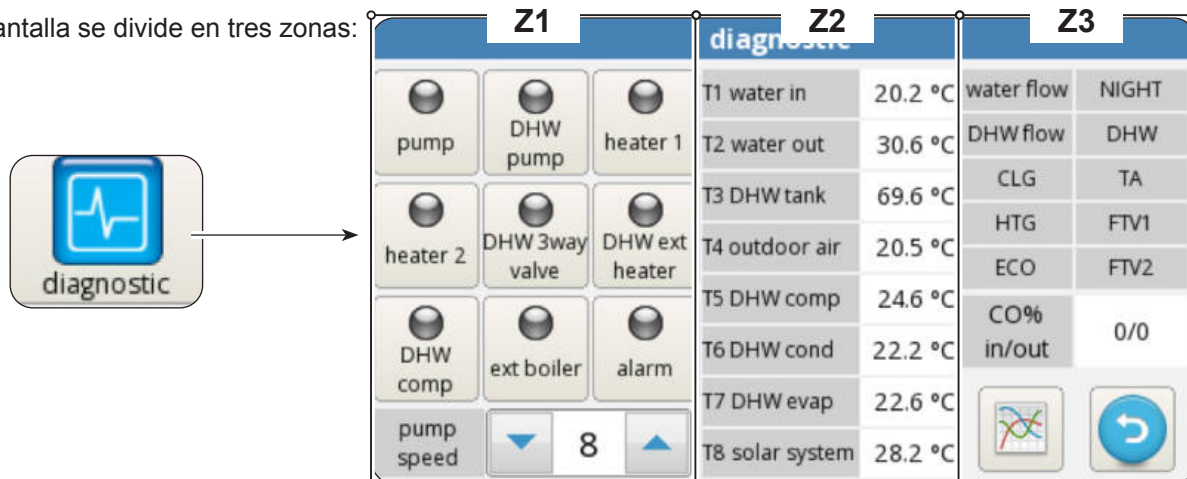 antalla se divide en tres zonas:
diagnostic
Z1
pump
DHW
pump
heater 1
heater 2
DHW 3way
valve
DHW ext
heater
DHW
comp
ext boiler
alarm
pump
speed
8
Z2
diagnostic
T1 water in 20.2 °C
T2 water out 30.6 °C
T3 DHW tank 69.6 °C
T4 outdoor air 20.5 °C
T5 DHW comp 24.6 °C
T6 DHW cond 22.2 °C
T7 DHW evap 22.6 °C
T8 solar system 28.2 °C
Z3
water flow NIGHT
DHW flow DHW
CLG TA
HTG FTV1
ECO FTV2
CO%
in/out
0/0